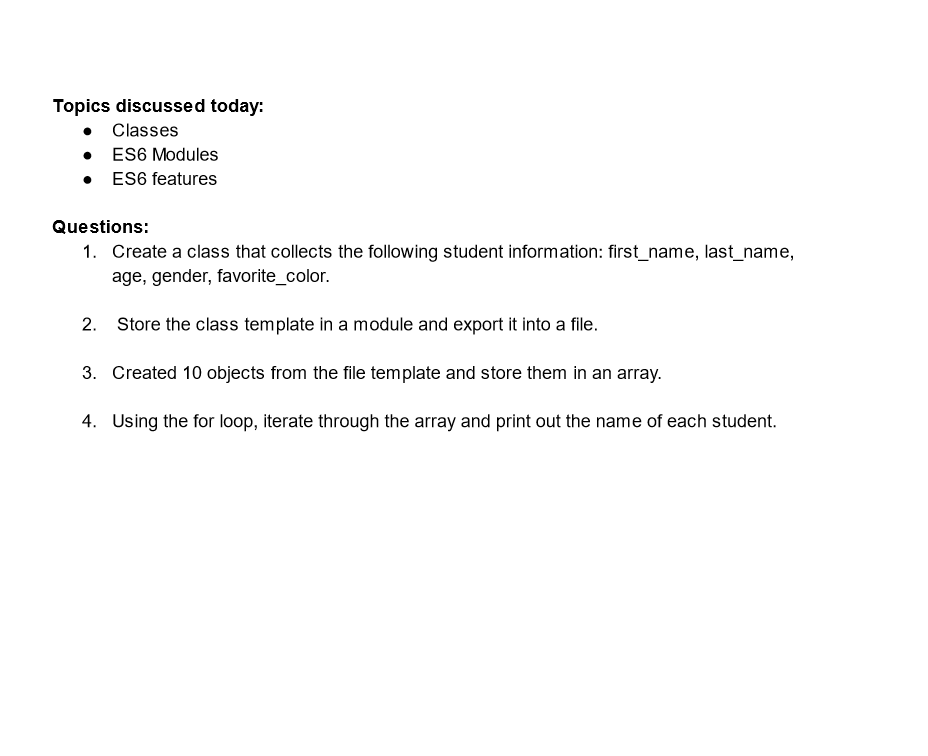 Topics discussed today:
● Classes
● ES6 Modules
● ES6 features
Questions:
1. Create a class that collects the following student information: first_name, last_name,
age, gender, favorite_color.
2. Store the class template in a module and export it into a file.
3. Created 10 objects from the file template and store them in an array.
4. Using the for loop, iterate through the array and print out the name of each student.